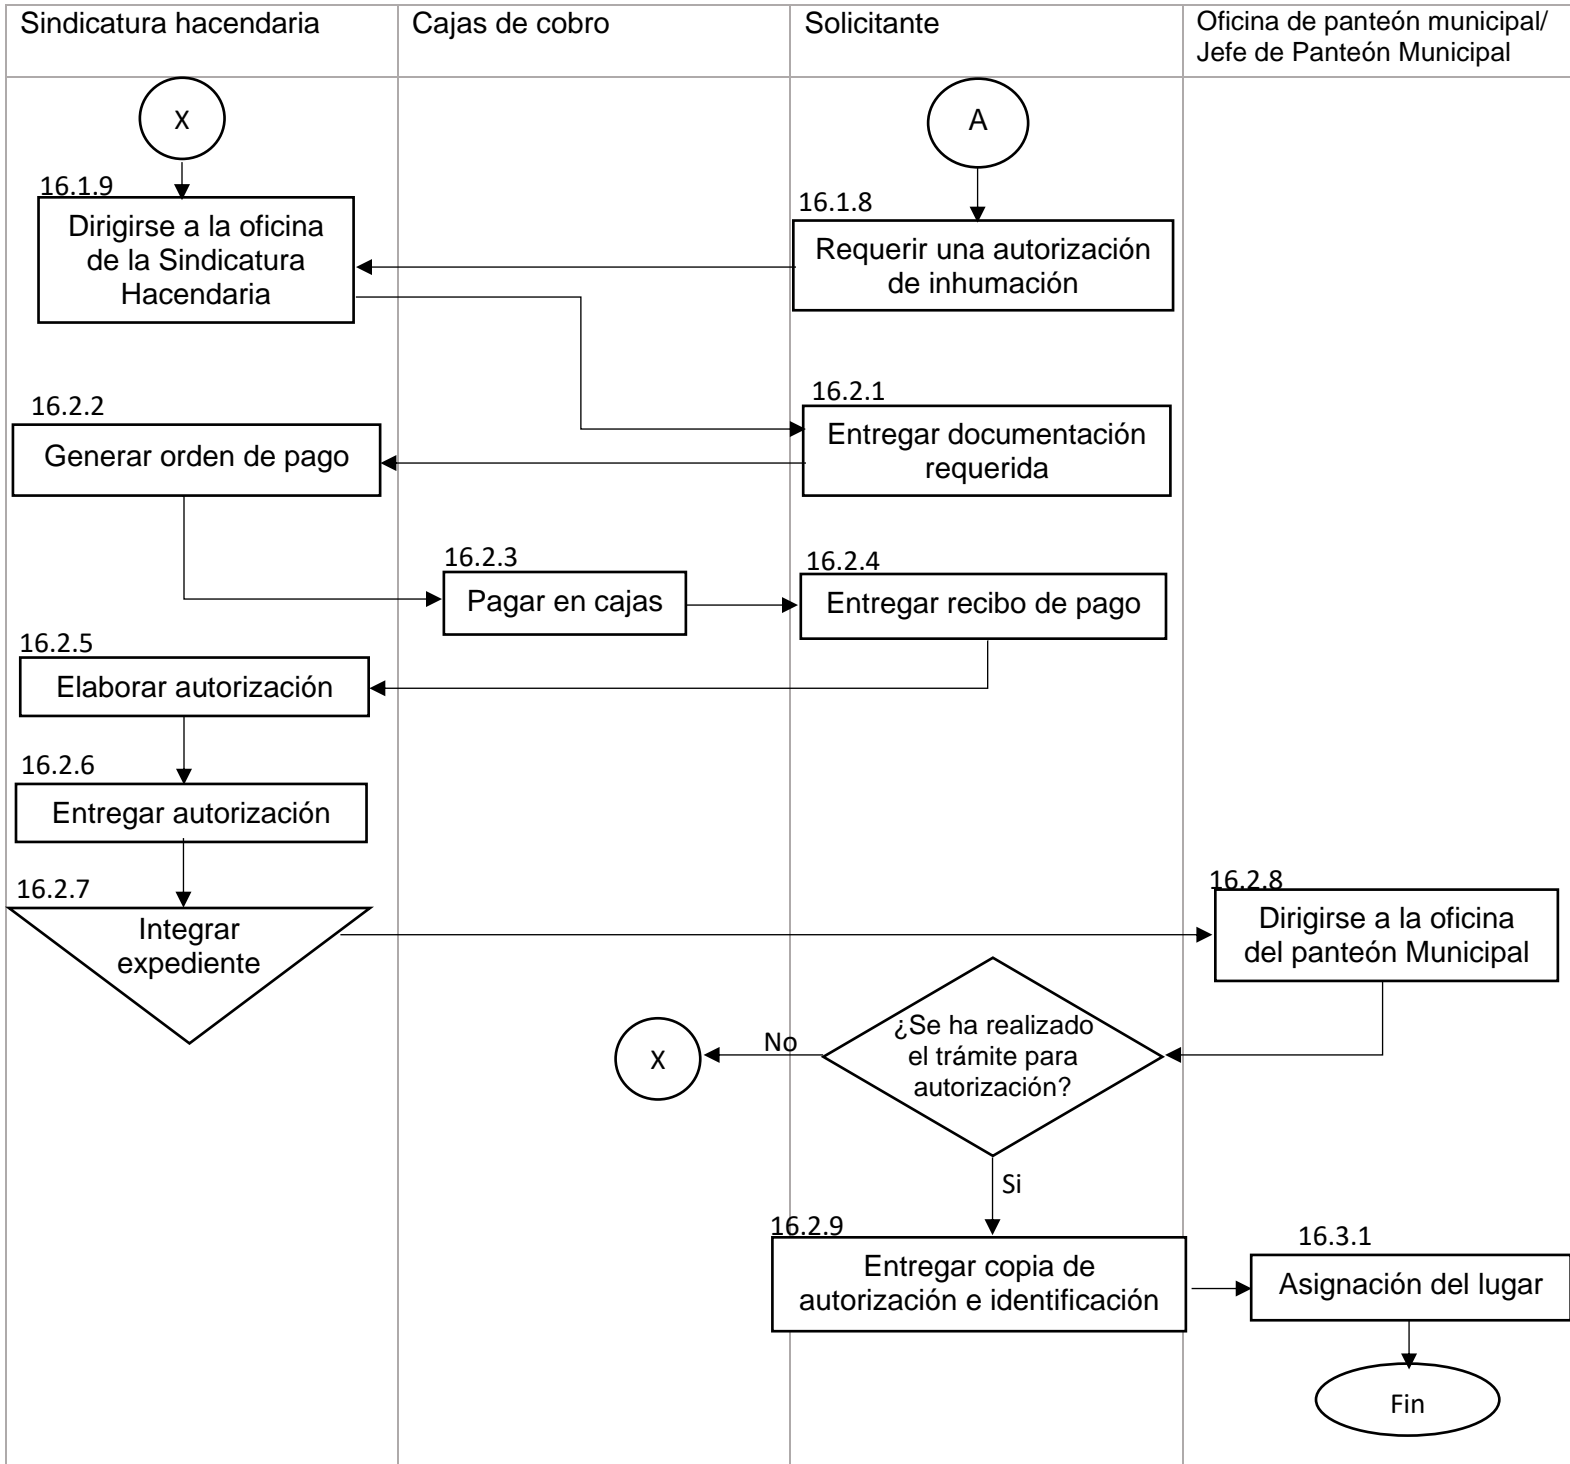 Sindicatura hacendaria
Cajas de cobro
Solicitante
Oficina de panteón municipal/
Jefe de Panteón Municipal
X
A
16.1.9
Dirigirse a la oficina
de la Sindicatura
Hacendaria
16.1.8
Requerir una autorización
de inhumación
16.2.2
Generar orden de pago
16.2.1
Entregar documentación
requerida
16.2.3
Pagar en cajas
16.2.4
Entregar recibo de pago
16.2.5
Elaborar autorización
16.2.6
Entregar autorización
16.2.7
Integrar
expediente
16.2.8
Dirigirse a la oficina
del panteón Municipal
¿Se ha realizado
el trámite para
autorización?
No
X
Si
16.2.9
Entregar copia de
autorización e identificación
16.3.1
Asignación del lugar
Fin